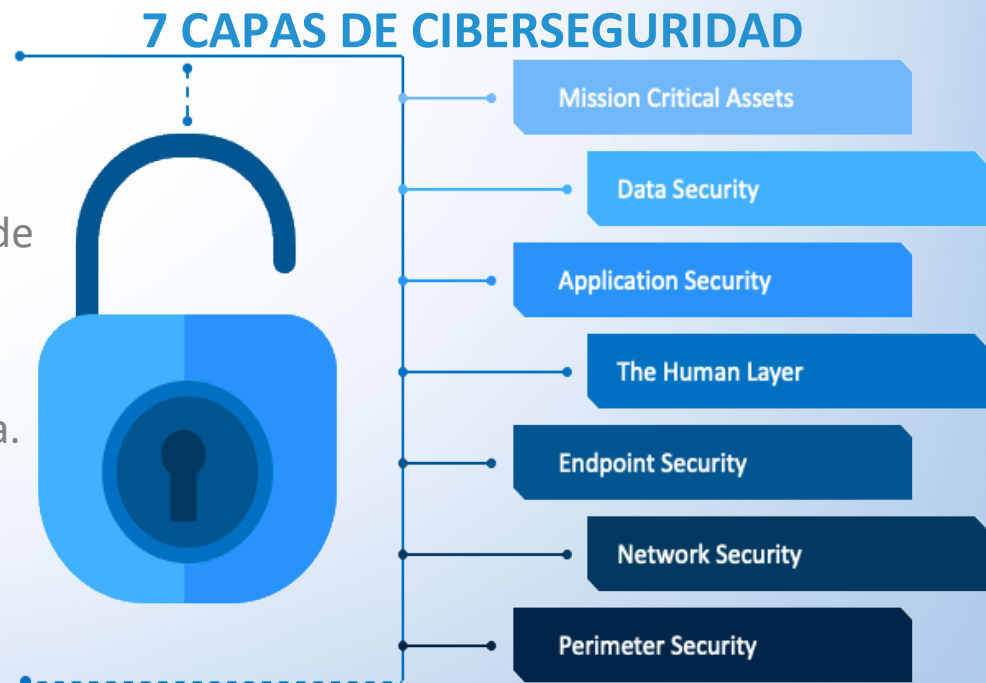 7 CAPAS DE CIBERSEGURIDAD
Mission Critical Assets
Data Security
de
Application Security
The Human Layer
a.
Endpoint Security
Network Security
Perimeter Security